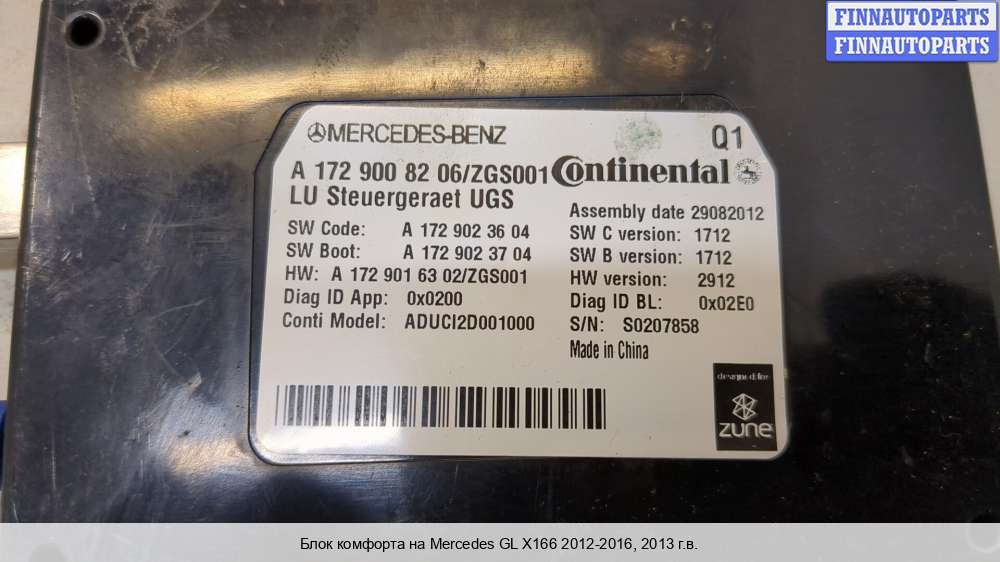 FINNAUTOPARTS
FINNAUTOPARTS
MERCEDES-BENZ
Q1
A 172 900 82 06/ZGS001
Continental
LU Steuergeraet UGS
Assembly date 29082012
SW Code: A 172 902 36 04
SW C version: 1712
SW Boot: A 172 902 37 04
SW B version: 1712
HW: A 172 901 63 02/ZGS001
HW version: 2912
Diag ID App: 0x0200
Diag ID BL: 0x02E0
Conti Model: ADUCI2D001000
S/N: S0207858
Made in China
designed for
zune
Блок комфорта на Mercedes GL X166 2012-2016, 2013 г.в.